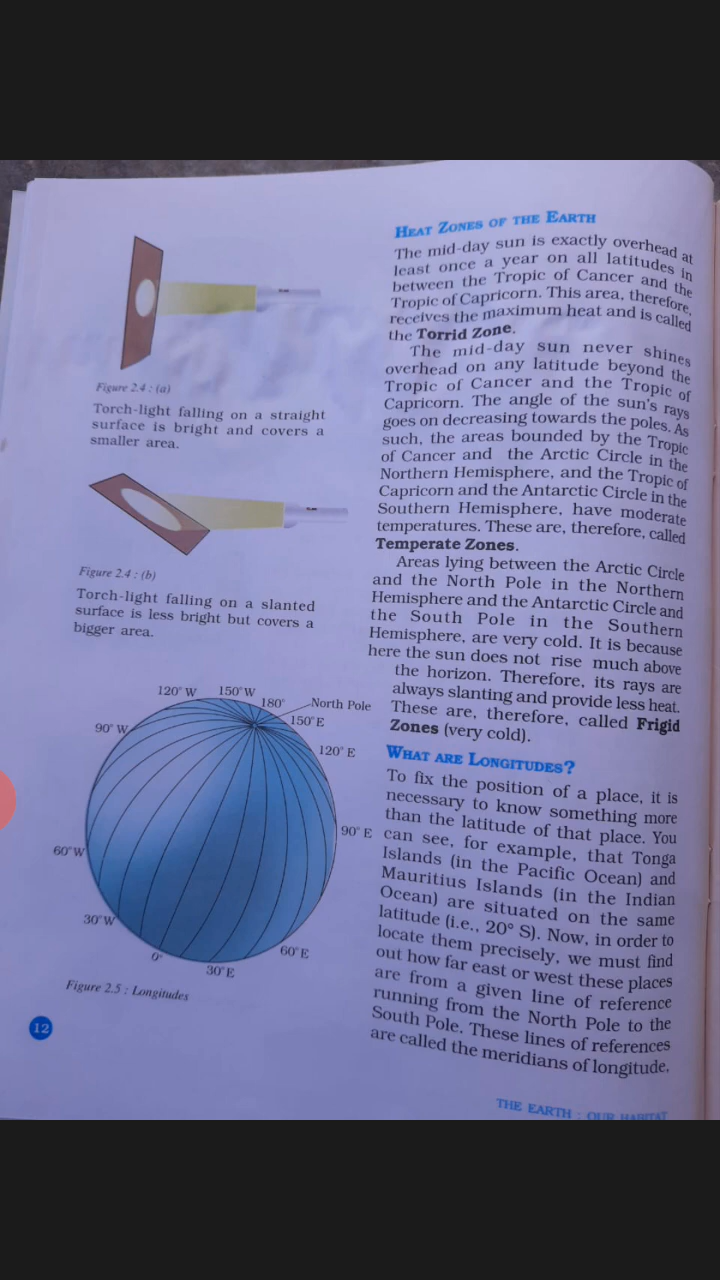 Figure 2.4 : (a)
Torch-light falling on a straight
surface is bright and covers a
smaller area.
Figure 2.4 : (b)
Torch-light falling on a slanted
surface is less bright but covers a
bigger area.
120° W
150° W
180°
North Pole
150° E
90° W
120° E
90° E
60° W
30° W
0°
30° E
60° E
Figure 2.5 : Longitudes
12
HEAT ZONES OF THE EARTH
The mid-day sun is exactly overhead at
least once a year on all latitudes in
between the Tropic of Cancer and the
Tropic of Capricorn. This area, therefore,
receives the maximum heat and is called
the Torrid Zone.
The mid-day sun never shines
overhead on any latitude beyond the
Tropic of Cancer and the Tropic of
Capricorn. The angle of the sun's rays
goes on decreasing towards the poles. As
such, the areas bounded by the Tropic
of Cancer and the Arctic Circle in the
Northern Hemisphere, and the Tropic of
Capricorn and the Antarctic Circle in the
Southern Hemisphere, have moderate
temperatures. These are, therefore, called
Temperate Zones.
Areas lying between the Arctic Circle
and the North Pole in the Northern
Hemisphere and the Antarctic Circle and
the South Pole in the Southern
Hemisphere, are very cold. It is because
here the sun does not rise much above
the horizon. Therefore, its rays are
always slanting and provide less heat.
These are, therefore, called Frigid
Zones (very cold).
WHAT ARE LONGITUDES?
To fix the position of a place, it is
necessary to know something more
than the latitude of that place. You
can see, for example, that Tonga
Islands (in the Pacific Ocean) and
Mauritius Islands (in the Indian
Ocean) are situated on the same
latitude (i.e., 20° S). Now, in order to
locate them precisely, we must find
out how far east or west these places
are from a given line of reference
running from the North Pole to the
South Pole. These lines of references
are called the meridians of longitude,
THE EARTH : OUR HABITAT